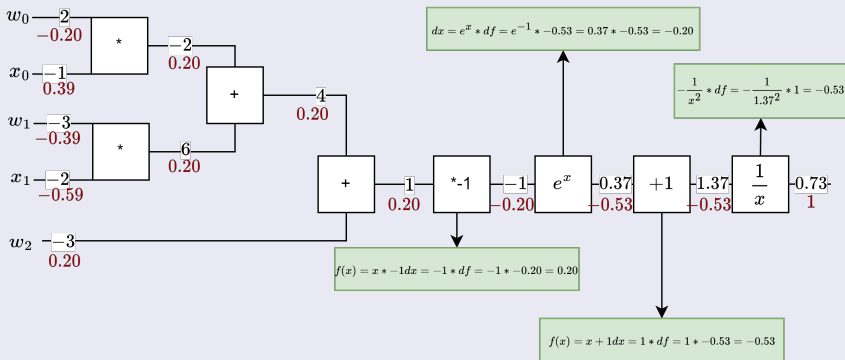 w₀ 2
−0.20
*
−2
0.20
x₀ −1
0.39
+
4
0.20
w₁ −3
−0.39
*
6
0.20
x₁ −2
−0.59
w₂ −3
0.20
+
1
0.20
*-1
−1
−0.20
eˣ
0.37
−0.53
+1
1.37
−0.53
1/x
0.73
1
dx = eˣ * df = e⁻¹ * −0.53 = 0.37 * −0.53 = −0.20
−1/x² * df = −1/1.37² * 1 = −0.53
f(x) = x * −1dx = −1 * df = −1 * −0.20 = 0.20
f(x) = x + 1dx = 1 * df = 1 * −0.53 = −0.53